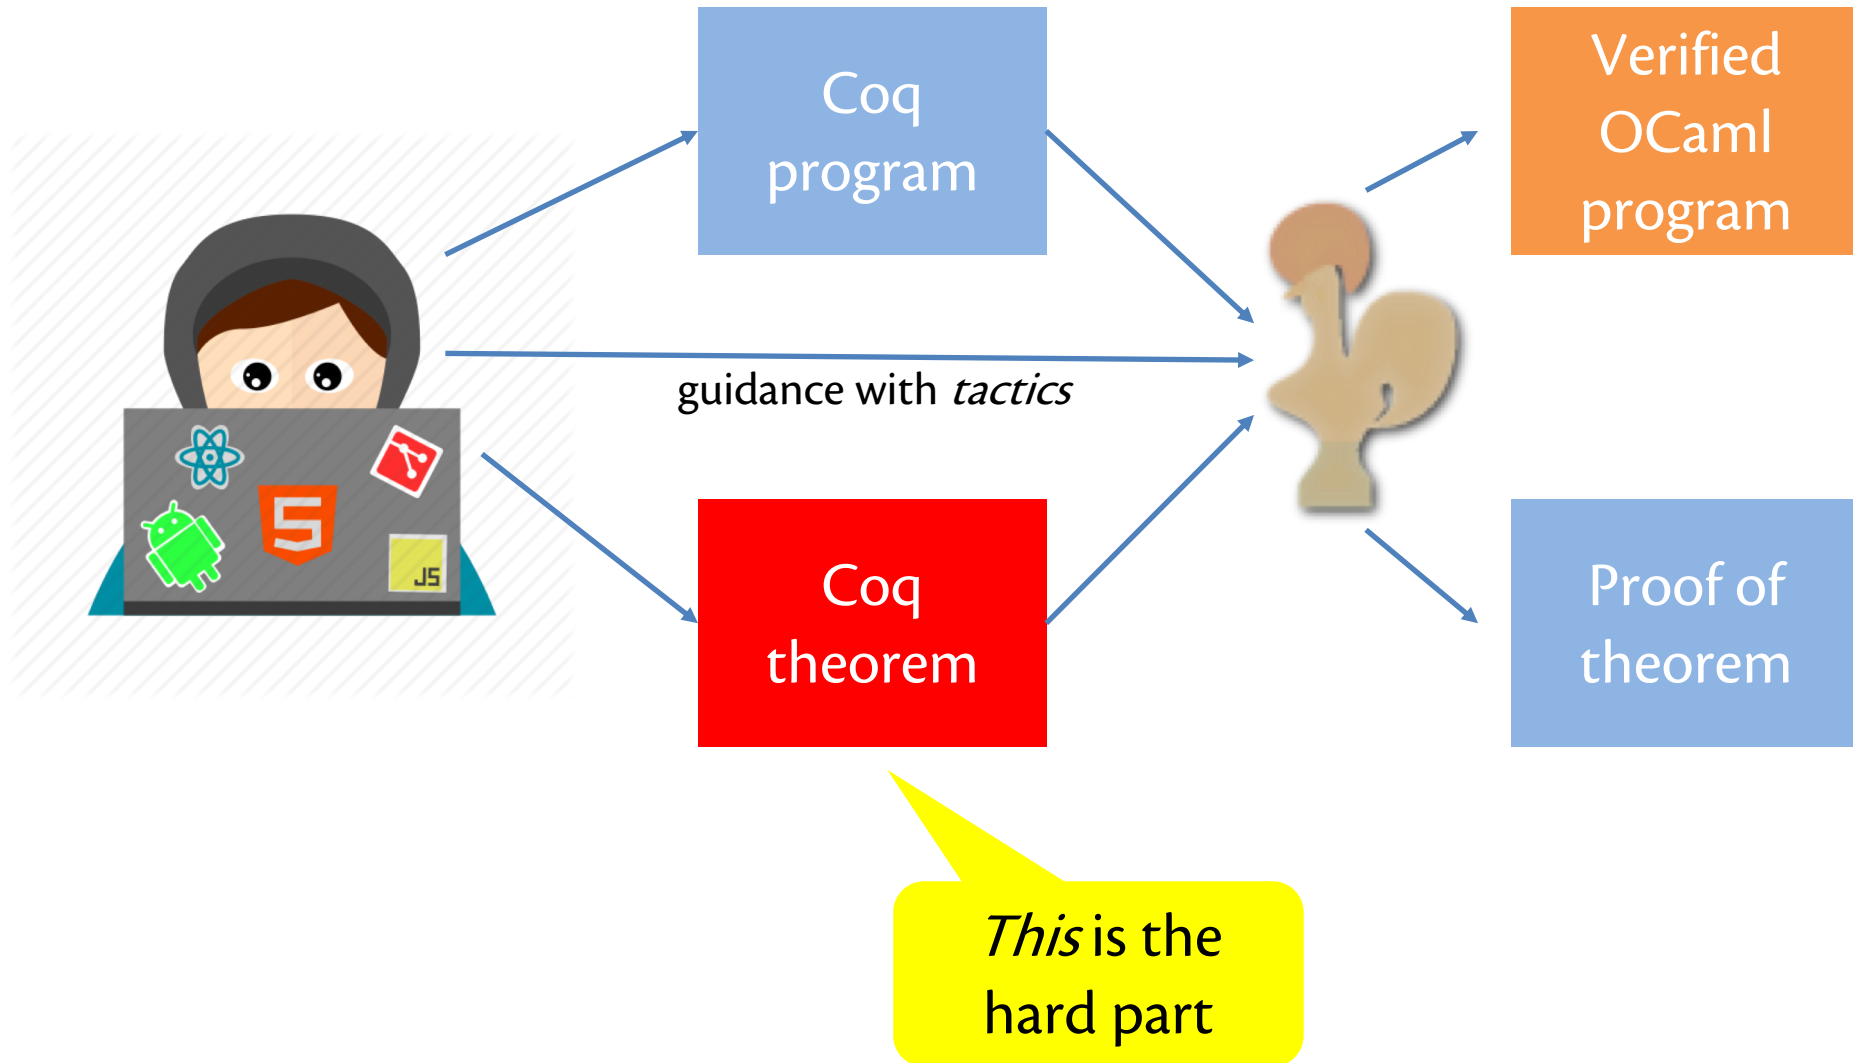 Coq
program
Verified
OCaml
program
guidance with tactics
JS
Coq
theorem
Proof of
theorem
This is the
hard part